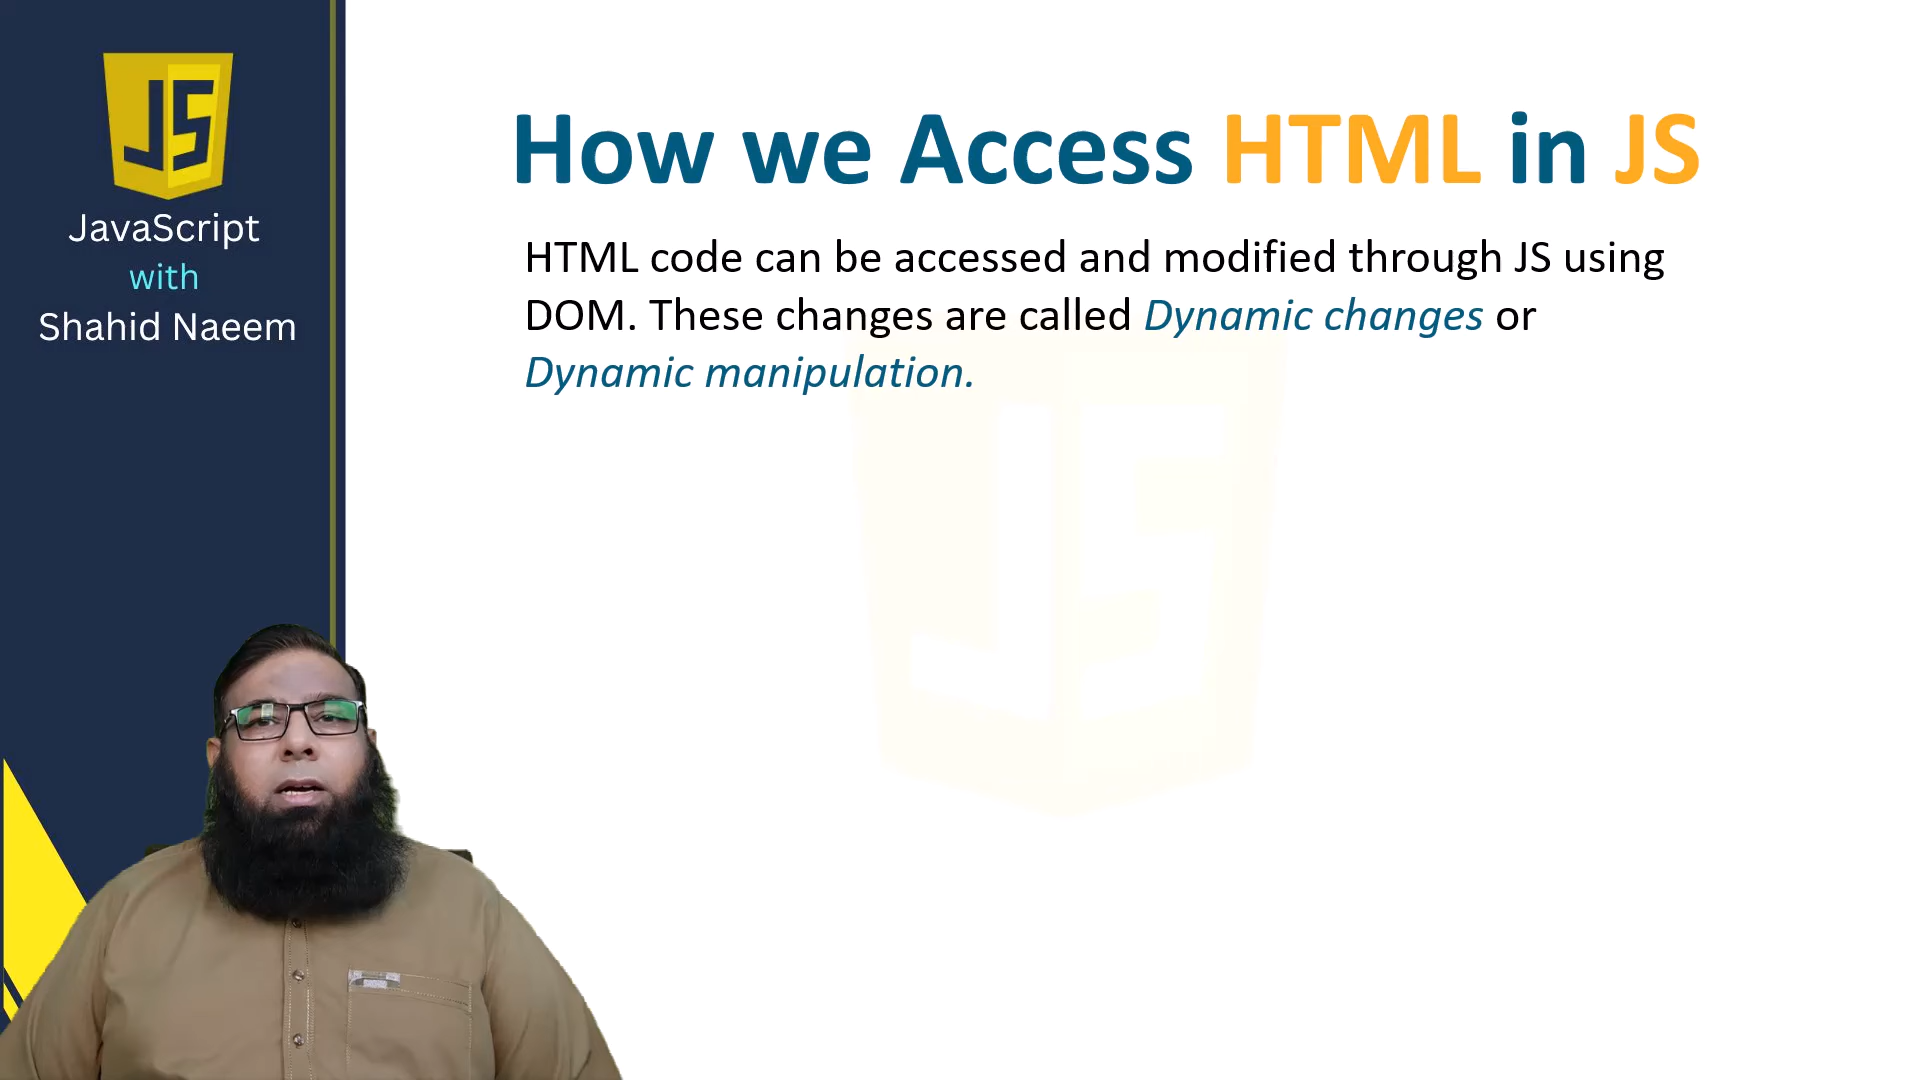 JS
JavaScript
with
Shahid Naeem
How we Access HTML in JS
HTML code can be accessed and modified through JS using
DOM. These changes are called Dynamic changes or
Dynamic manipulation.
JS